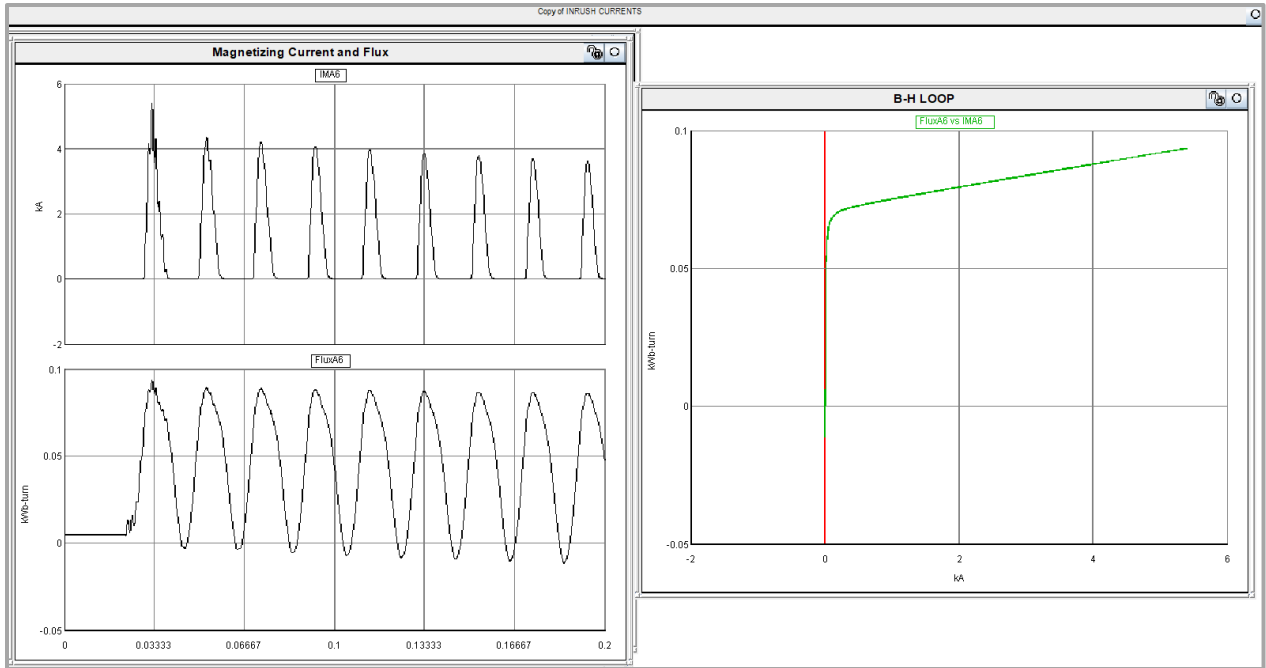 Copy of INRUSH CURRENTS
Magnetizing Current and Flux
IMA6
6
4
kA
2
0
-2
FluxA6
0.1
0.05
kWb-turn
0
-0.05
0 0.03333 0.06667 0.1 0.13333 0.16667 0.2
B-H LOOP
FluxA6 vs IMA6
0.1
0.05
kWb-turn
0
-0.05
-2 0 2 4 6
kA